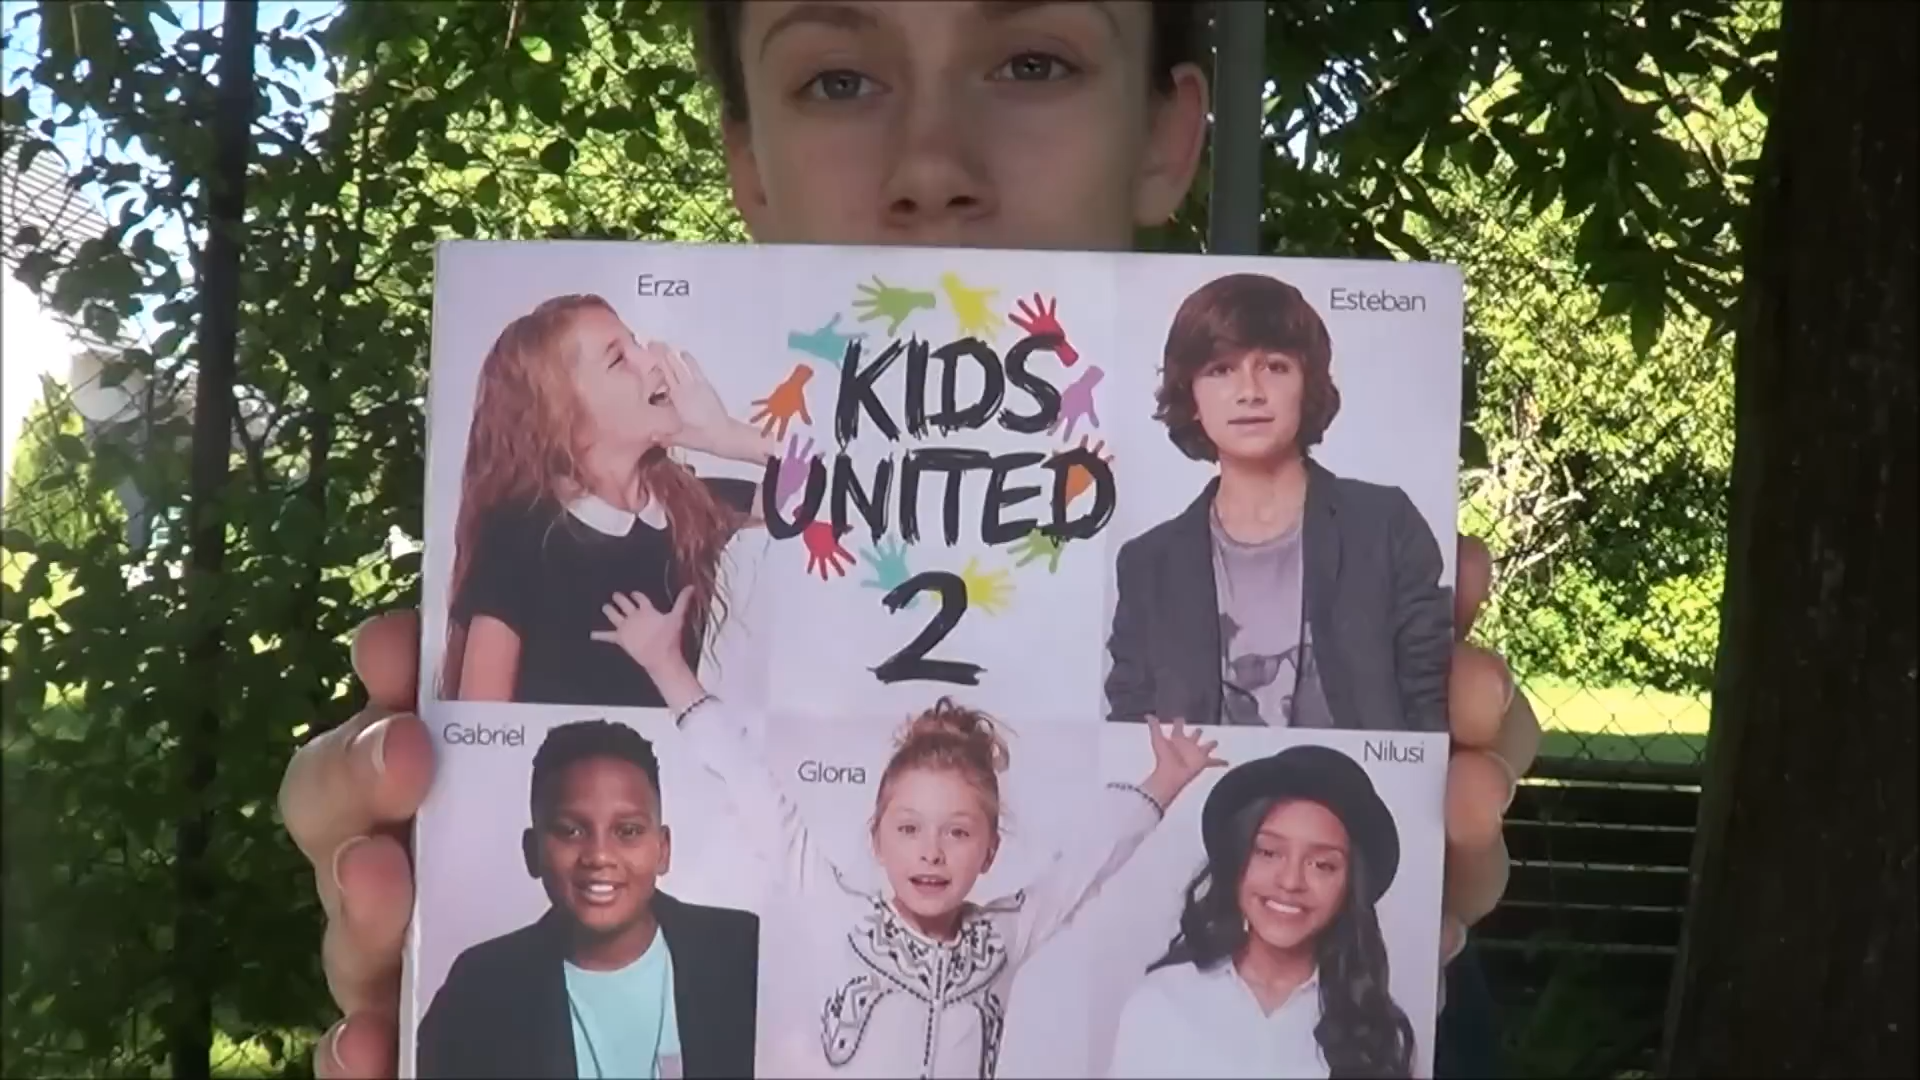 Erza
Esteban
KIDS
UNITED
2
Gabriel
Gloria
Nilusi